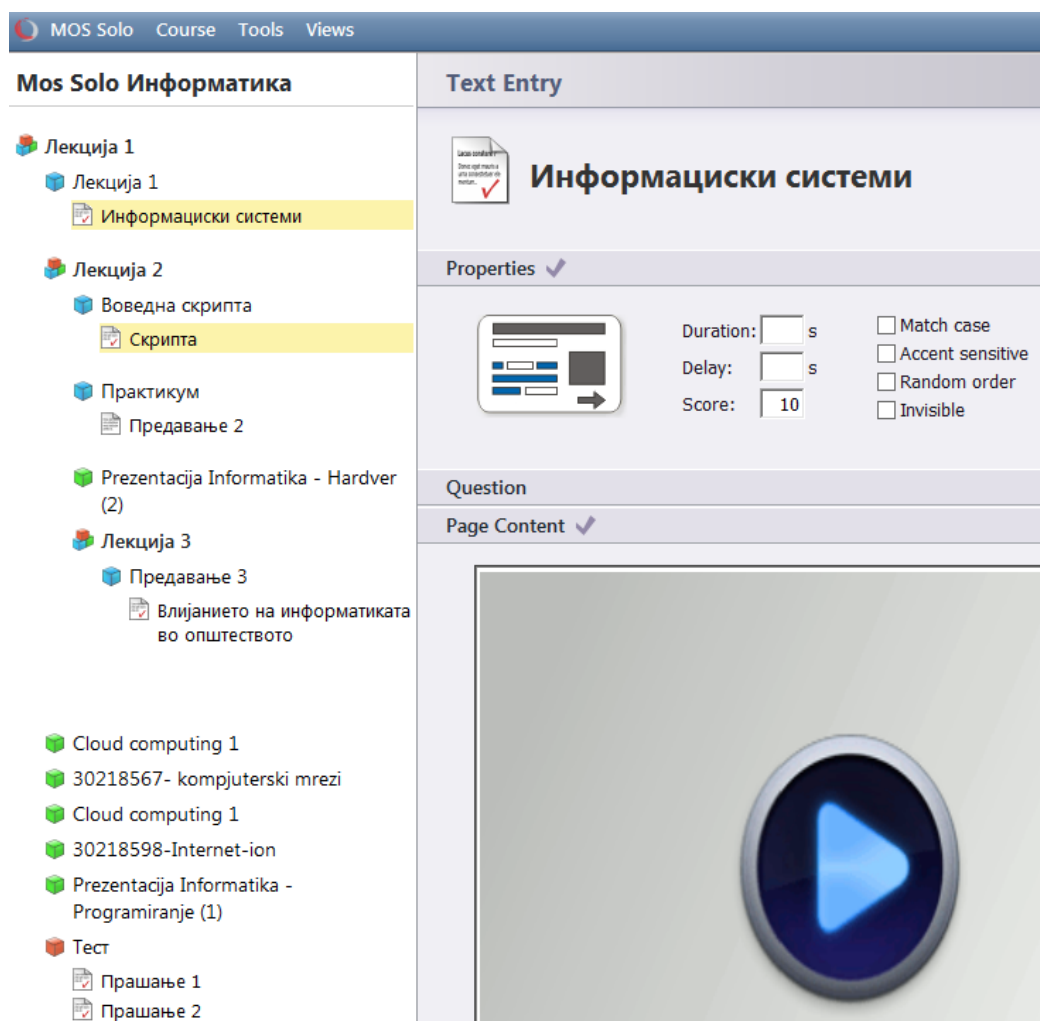 MOS Solo Course Tools Views
Mos Solo Информатика
Лекција 1
Лекција 1
Информациски системи
Лекција 2
Воведна скрипта
Скрипта
Практикум
Предавање 2
Prezentacija Informatika - Hardver
(2)
Лекција 3
Предавање 3
Влијанието на информатиката
во општеството
Cloud computing 1
30218567- kompjuterski mrezi
Cloud computing 1
30218598-Internet-ion
Prezentacija Informatika -
Programiranje (1)
Тест
Прашање 1
Прашање 2
Text Entry
Информациски системи
Properties
Duration: s
Delay: s
Score: 10
Match case
Accent sensitive
Random order
Invisible
Question
Page Content